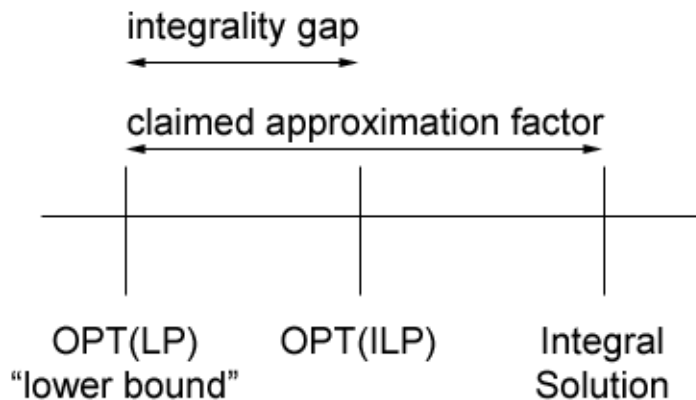 integrality gap
claimed approximation factor
OPT(LP)
“lower bound”
OPT(ILP)
Integral
Solution